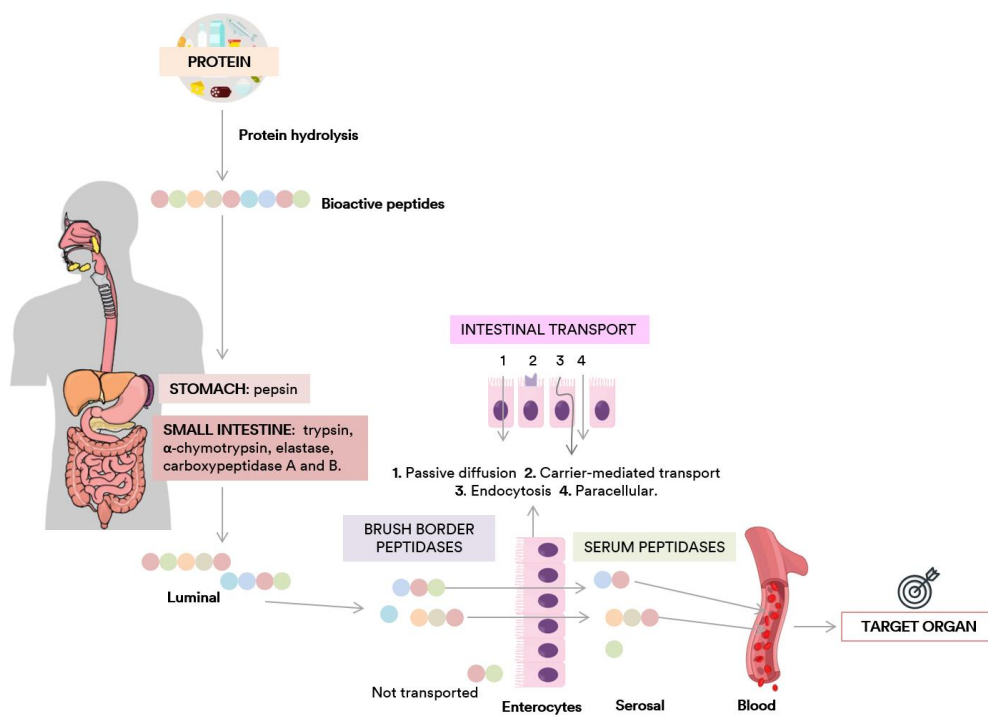 PROTEIN
Protein hydrolysis
Bioactive peptides
INTESTINAL TRANSPORT
1 2 3 4
STOMACH: pepsin
SMALL INTESTINE: trypsin,
α-chymotrypsin, elastase,
carboxypeptidase A and B.
1. Passive diffusion 2. Carrier-mediated transport
3. Endocytosis 4. Paracellular.
BRUSH BORDER
PEPTIDASES
SERUM PEPTIDASES
Luminal
TARGET ORGAN
Not transported
Enterocytes
Serosal
Blood